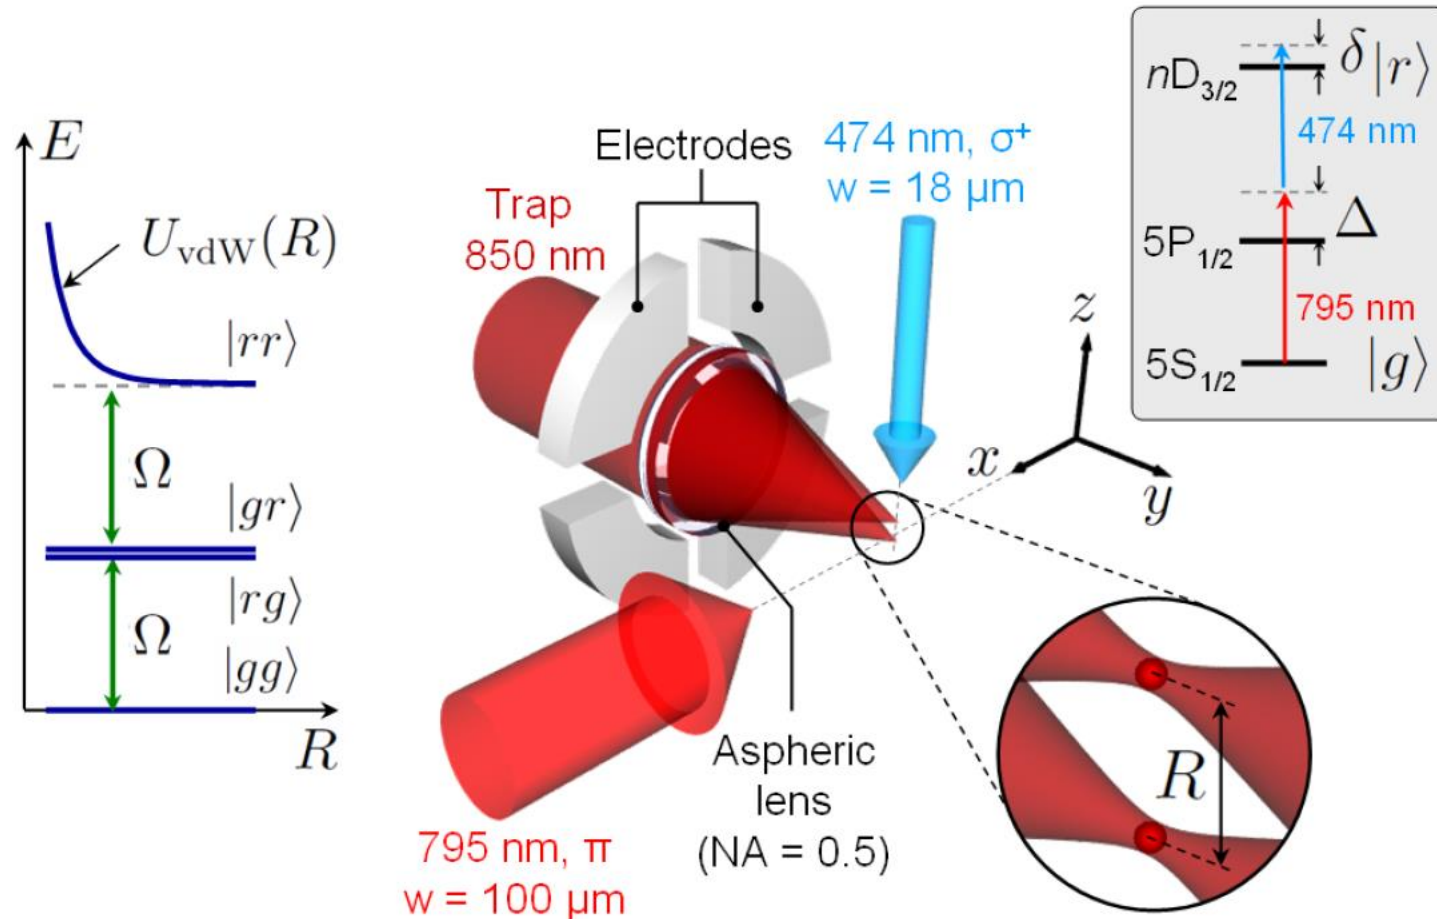 E
U_vdW(R)
|rr⟩
Ω
|gr⟩
|rg⟩
Ω
|gg⟩
R
Electrodes
Trap
850 nm
474 nm, σ⁺
w = 18 μm
795 nm, π
w = 100 μm
Aspheric
lens
(NA = 0.5)
z
x
y
R
nD₃/₂
δ
|r⟩
474 nm
5P₁/₂
Δ
795 nm
5S₁/₂
|g⟩